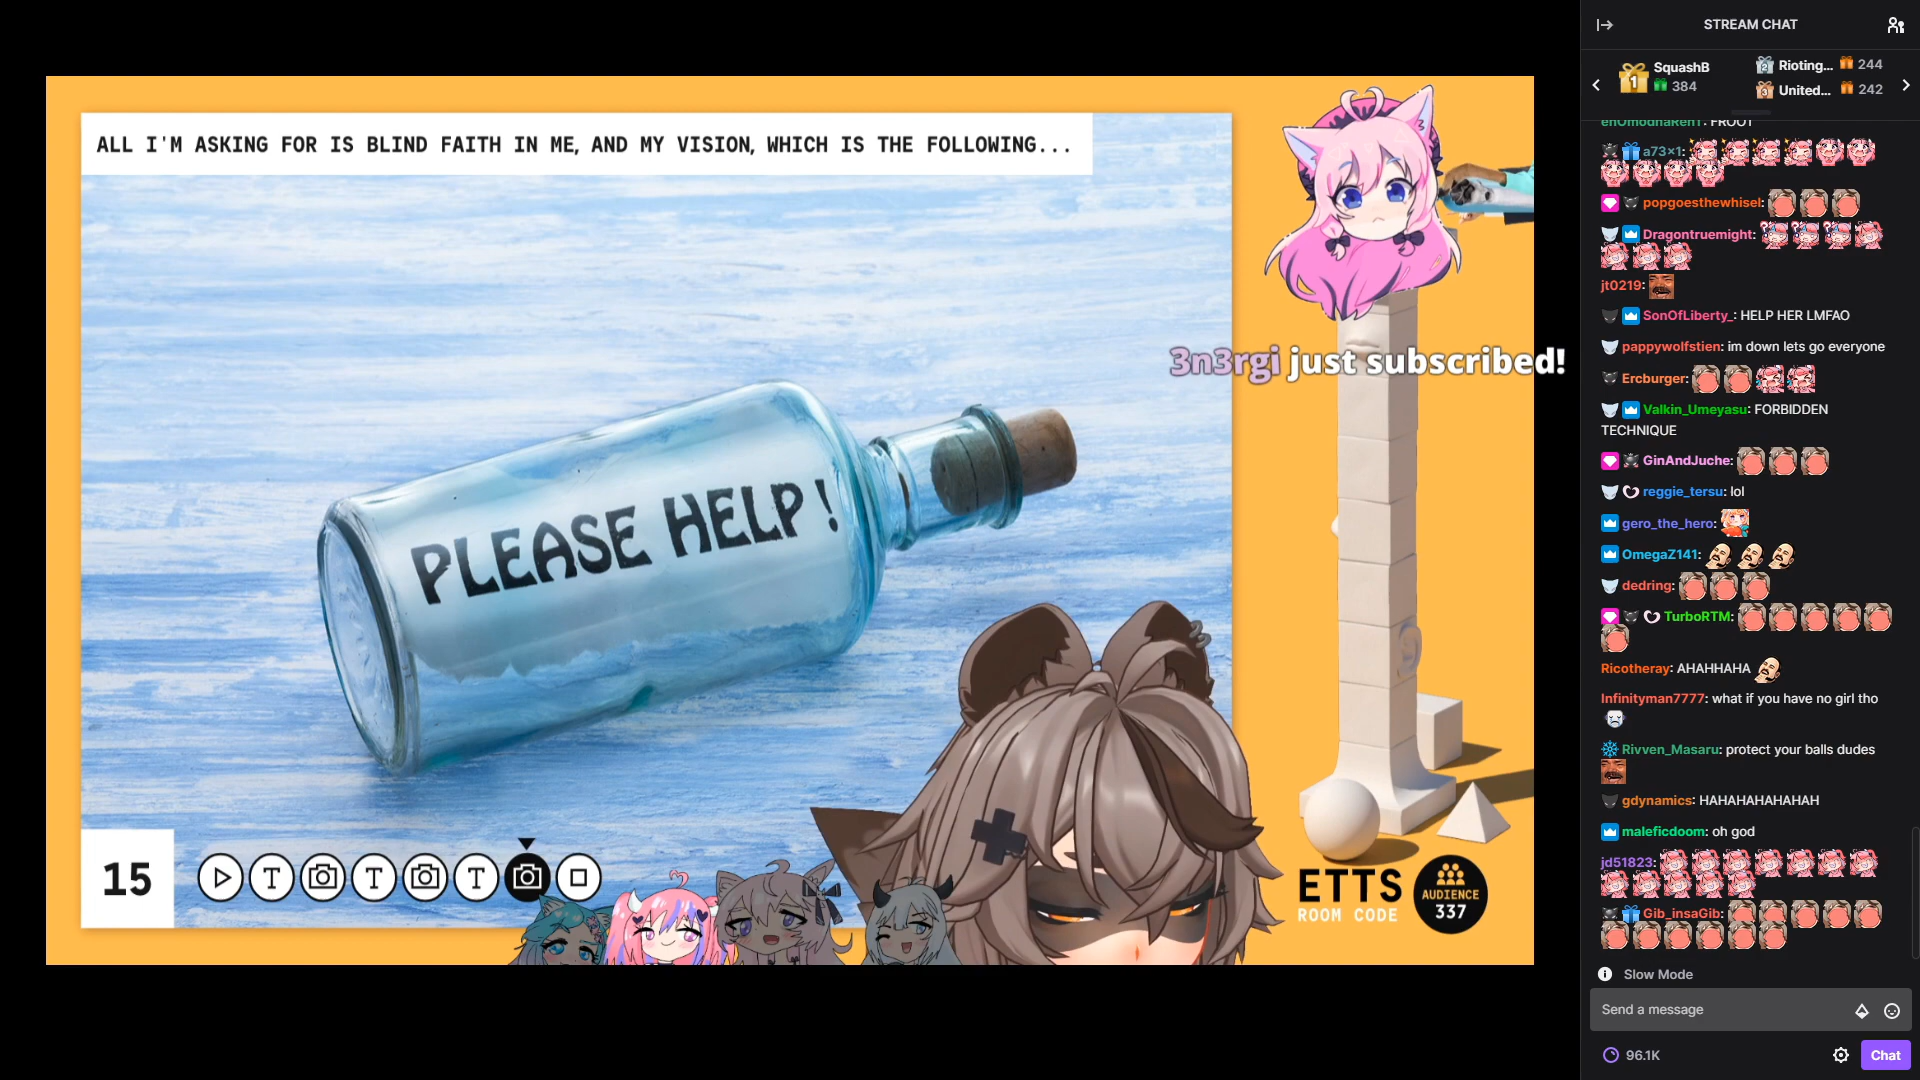 ALL I'M ASKING FOR IS BLIND FAITH IN ME, AND MY VISION, WHICH IS THE FOLLOWING...
PLEASE HELP!
3n3rgi just subscribed!
15
T
T
T
ETTS
ROOM CODE
AUDIENCE
337
STREAM CHAT
1
SquashB
384
2
Rioting...
244
3
United...
242
FROOT
a73x1:
popgoesthewhisel:
Dragontruemight:
jt0219:
SonOfLiberty_: HELP HER LMFAO
pappywolfstien: im down lets go everyone
Ercburger:
Valkin_Umeyasu: FORBIDDEN
TECHNIQUE
GinAndJuche:
reggie_tersu: lol
gero_the_hero:
OmegaZ141:
dedring:
TurboRTM:
Ricotheray: AHAHHAHA
Infinityman7777: what if you have no girl tho
Rivven_Masaru: protect your balls dudes
gdynamics: HAHAHAHAHAHAH
maleficdoom: oh god
jd51823:
Gib_insaGib:
Slow Mode
Send a message
96.1K
Chat